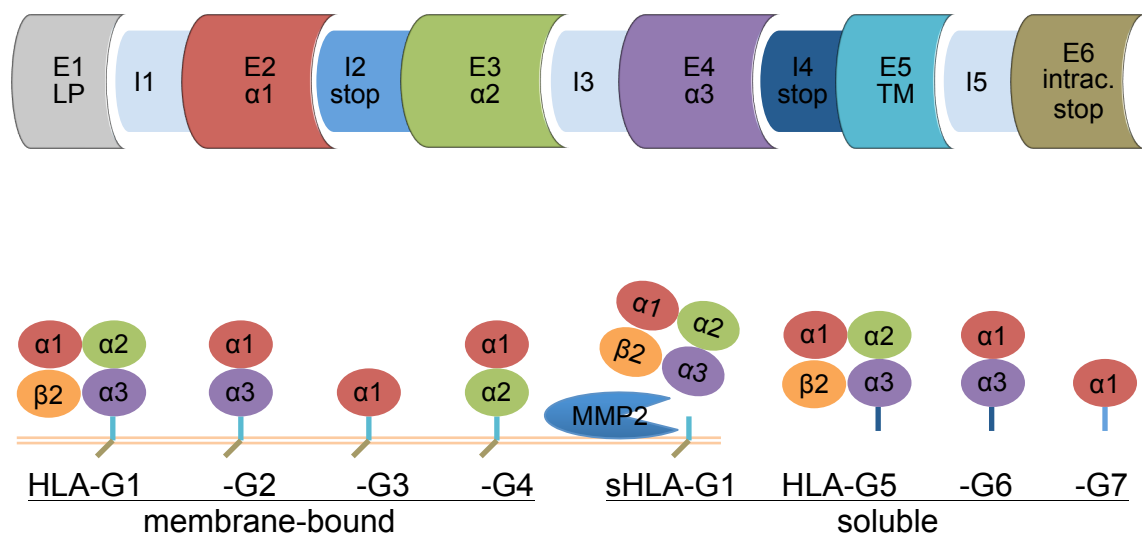 E1
LP
I1
E2
α1
I2
stop
E3
α2
I3
E4
α3
I4
stop
E5
TM
I5
E6
intrac.
stop
α1 α2
β2 α3
α1
α3
α1
α1
α2
α1 α2
β2 α3
MMP2
α1 α2
β2 α3
α1
α3
α1
HLA-G1 -G2 -G3 -G4 sHLA-G1 HLA-G5 -G6 -G7
membrane-bound soluble